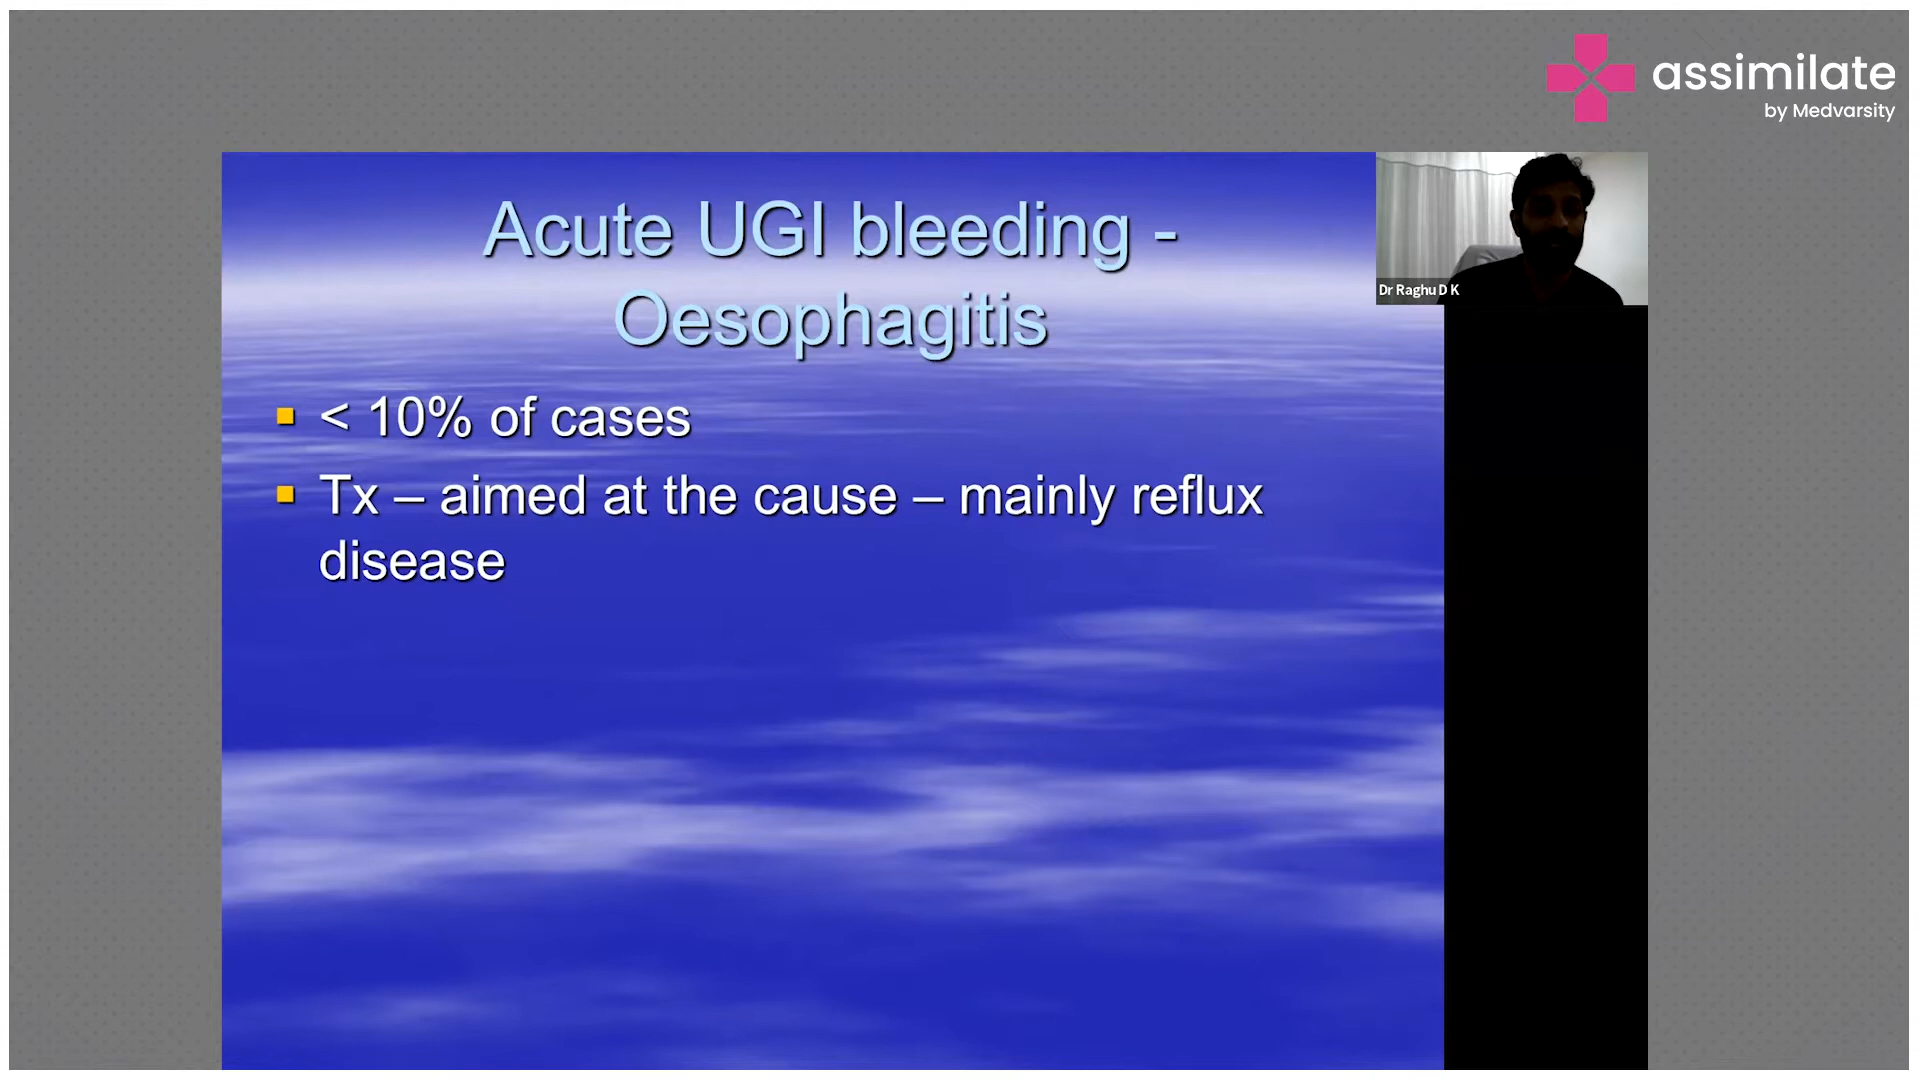 assimilate
by Medvarsity
Acute UGI bleeding -
Oesophagitis
Dr Raghu D K
< 10% of cases
Tx – aimed at the cause – mainly reflux
disease